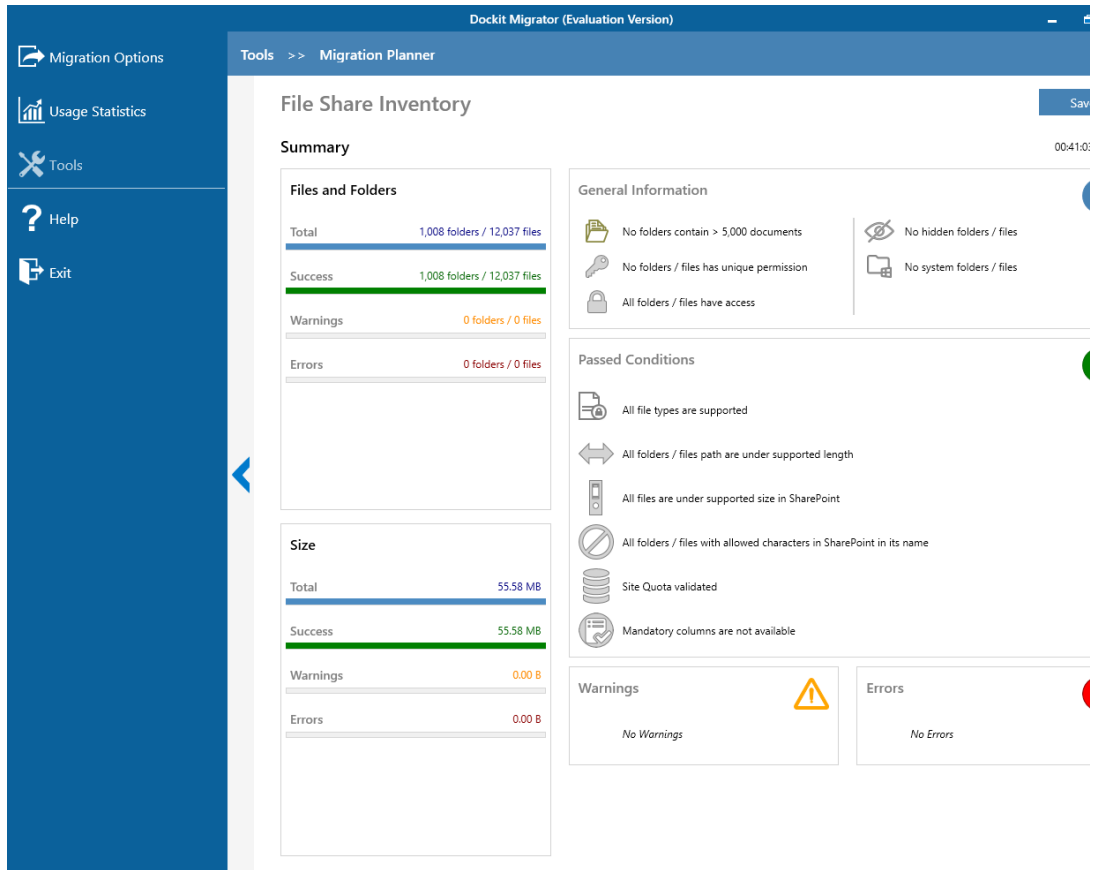 Dockit Migrator (Evaluation Version)
Migration Options
Usage Statistics
Tools
Help
Exit
Tools >> Migration Planner
File Share Inventory
Sav
Summary
00:41:03
Files and Folders
Total 1,008 folders / 12,037 files
Success 1,008 folders / 12,037 files
Warnings 0 folders / 0 files
Errors 0 folders / 0 files
Size
Total 55.58 MB
Success 55.58 MB
Warnings 0.00 B
Errors 0.00 B
General Information
No folders contain > 5,000 documents
No folders / files has unique permission
All folders / files have access
No hidden folders / files
No system folders / files
Passed Conditions
All file types are supported
All folders / files path are under supported length
All files are under supported size in SharePoint
All folders / files with allowed characters in SharePoint in its name
Site Quota validated
Mandatory columns are not available
Warnings
No Warnings
Errors
No Errors